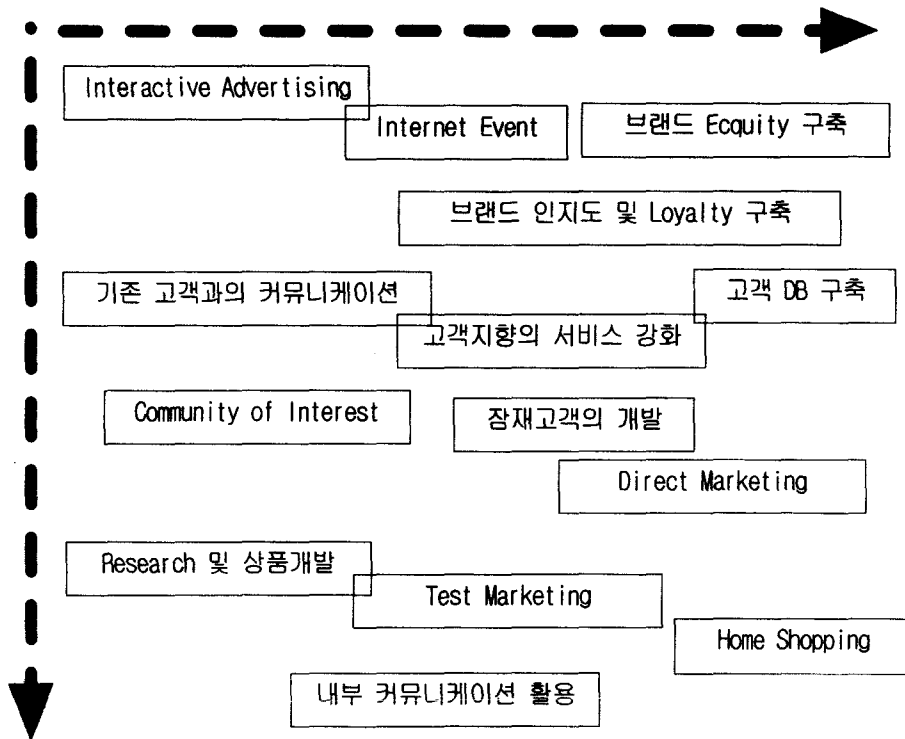 Interactive Advertising
Internet Event
브랜드 Ecquity 구축
브랜드 인지도 및 Loyalty 구축
기존 고객과의 커뮤니케이션
고객 DB 구축
고객지향의 서비스 강화
Community of Interest
잠재고객의 개발
Direct Marketing
Research 및 상품개발
Test Marketing
Home Shopping
내부 커뮤니케이션 활용